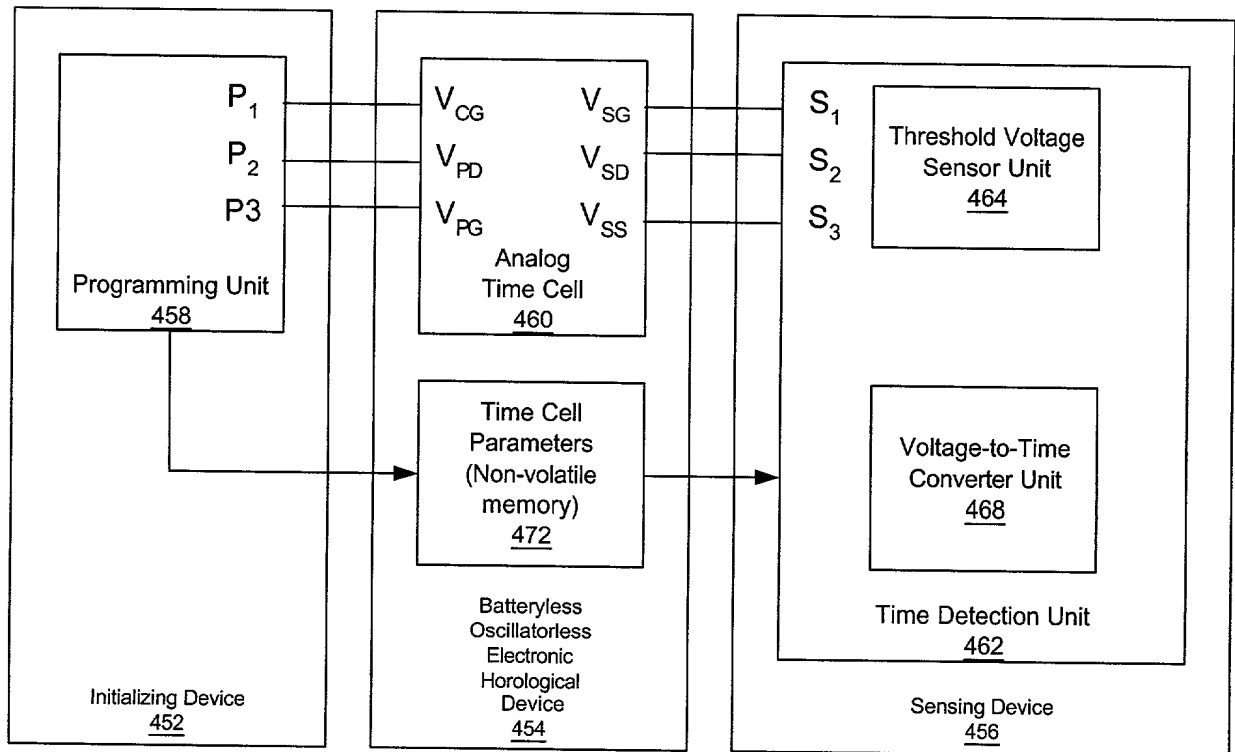 P1
P2
P3
Programming Unit
458
Initializing Device
452
VCG
VPD
VPG
VSG
VSD
VSS
Analog
Time Cell
460
Time Cell
Parameters
(Non-volatile
memory)
472
Batteryless
Oscillatorless
Electronic
Horological
Device
454
S1
S2
S3
Threshold Voltage
Sensor Unit
464
Voltage-to-Time
Converter Unit
468
Time Detection Unit
462
Sensing Device
456